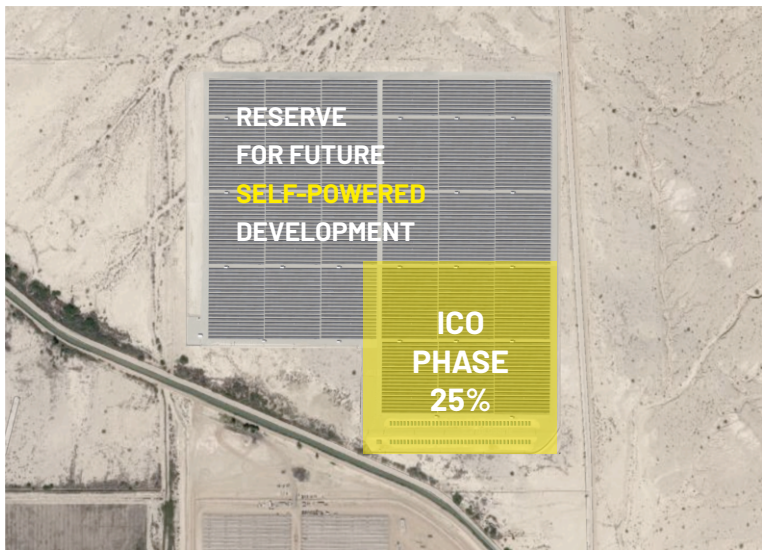 RESERVE
FOR FUTURE
SELF-POWERED
DEVELOPMENT
ICO
PHASE
25%